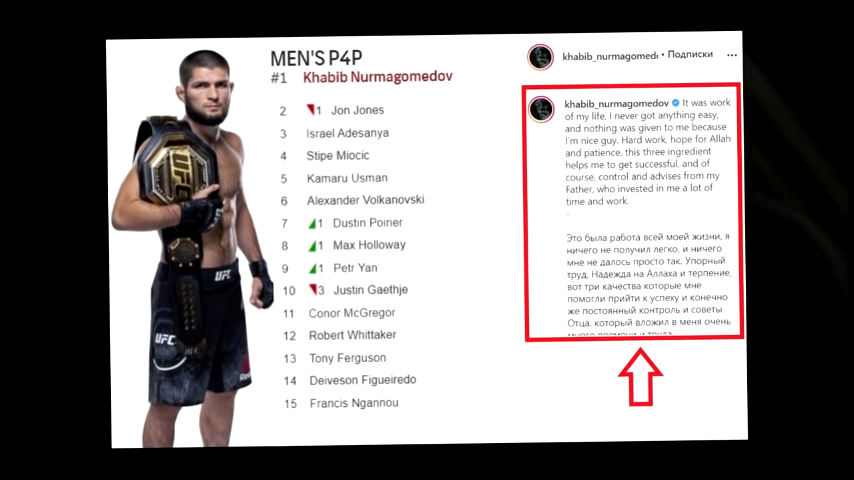 MEN'S P4P
#1 Khabib Nurmagomedov
2 1 Jon Jones
3 Israel Adesanya
4 Stipe Miocic
5 Kamaru Usman
6 Alexander Volkanovski
7 1 Dustin Poirier
8 1 Max Holloway
9 1 Petr Yan
10 3 Justin Gaethje
11 Conor McGregor
12 Robert Whittaker
13 Tony Ferguson
14 Deiveson Figueiredo
15 Francis Ngannou
UFC
UFC
UFC
khabib_nurmagomed • Подписки ...
khabib_nurmagomedov It was work
of my life, I never got anything easy,
and nothing was given to me because
I'm nice guy. Hard work, hope for Allah
and patience, this three ingredient
helps me to get successful, and of
course, control and advises from my
Father, who invested in me a lot of
time and work.
-
Это была работа всей моей жизни, я
ничего не получил легко, и ничего
мне не далось просто так, Упорный
труд, Надежда на Аллаха и терпение,
вот три качества которые мне
помогли прийти к успеху и конечно
же постоянный контроль и советы
Отца, который вложил в меня очень
много времени и труда